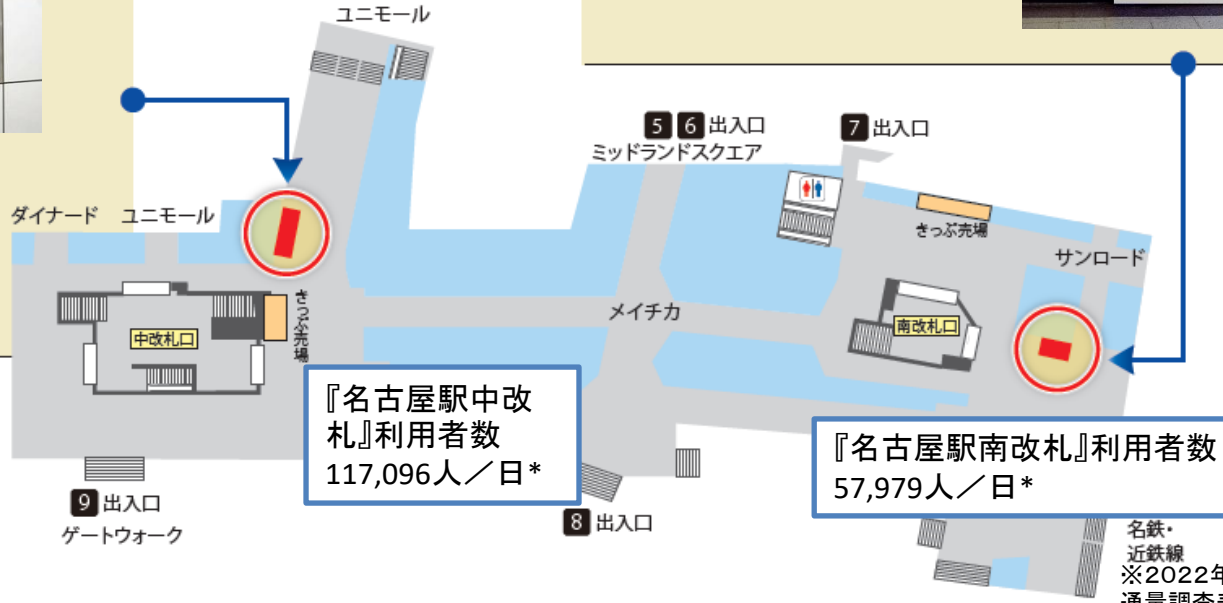 ユニモール
5 6 出入口
ミッドランドスクエア
7 出入口
ダイナード
ユニモール
きっぷ売場
サンロード
きっぷ売場
メイチカ
中改札口
南改札口
『名古屋駅中改
札』利用者数
117,096人／日*
『名古屋駅南改札』利用者数
57,979人／日*
9 出入口
ゲートウォーク
8 出入口
名鉄・
近鉄線
※2022年